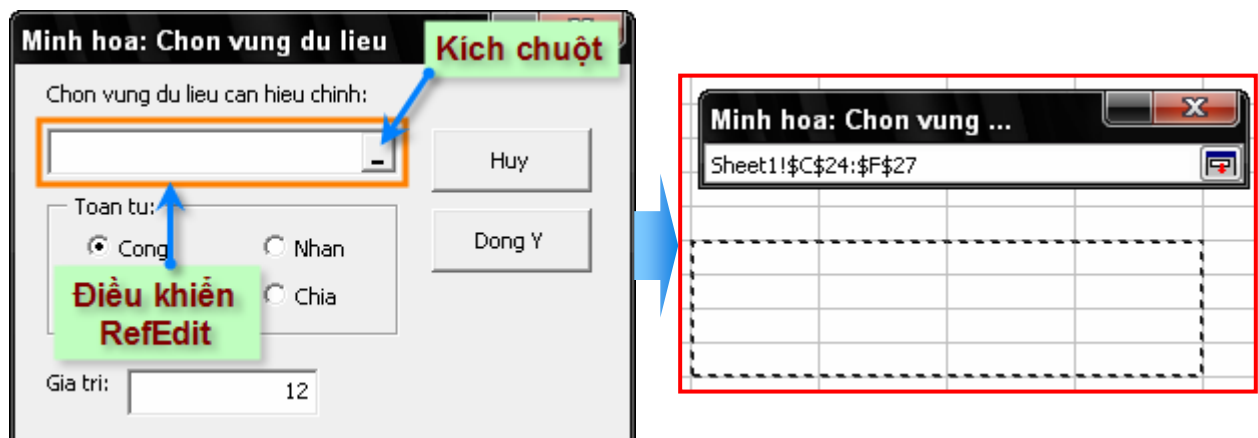 Minh hoa: Chon vung du lieu
Kích chuột
Chon vung du lieu can hieu chinh:
Huy
Toan tu:
Cong
Nhan
Dong Y
Điều khiển
RefEdit
Chia
Gia tri:
12
Minh hoa: Chon vung ...
Sheet1!$C$24:$F$27